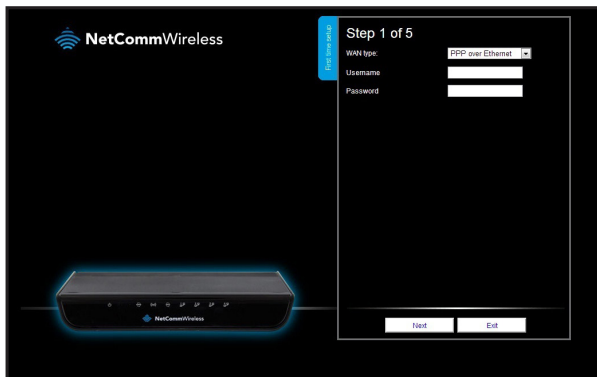 NetCommWireless
First time setup
Step 1 of 5
WAN type:
PPP over Ethernet
Username
Password
NetCommWireless
Next
Exit